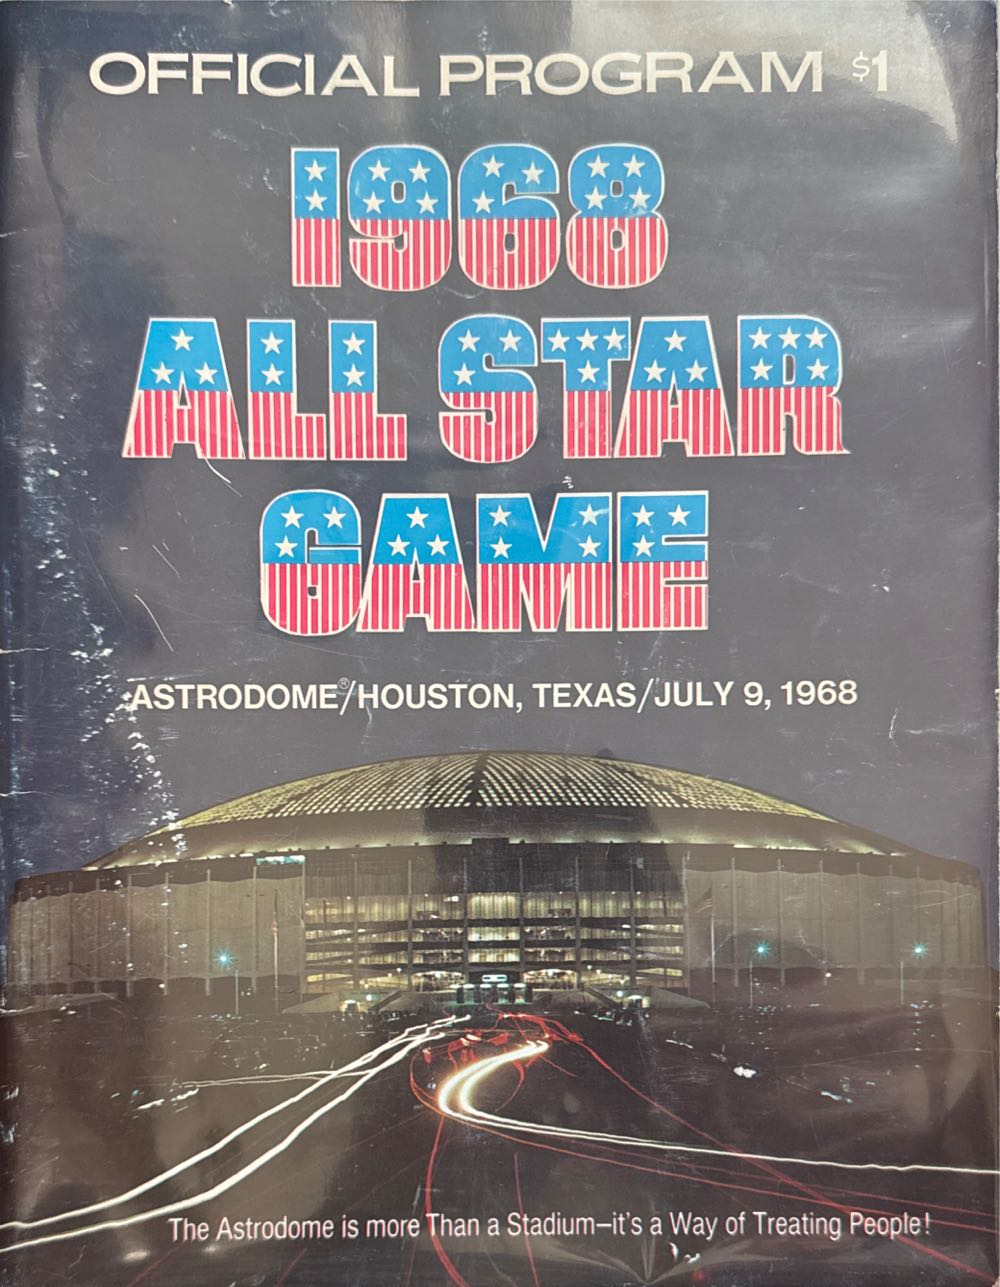 OFFICIAL PROGRAM $1
1968
ALL STAR
GAME
ASTRODOME®/HOUSTON, TEXAS/JULY 9, 1968
The Astrodome is more Than a Stadium–it's a Way of Treating People!